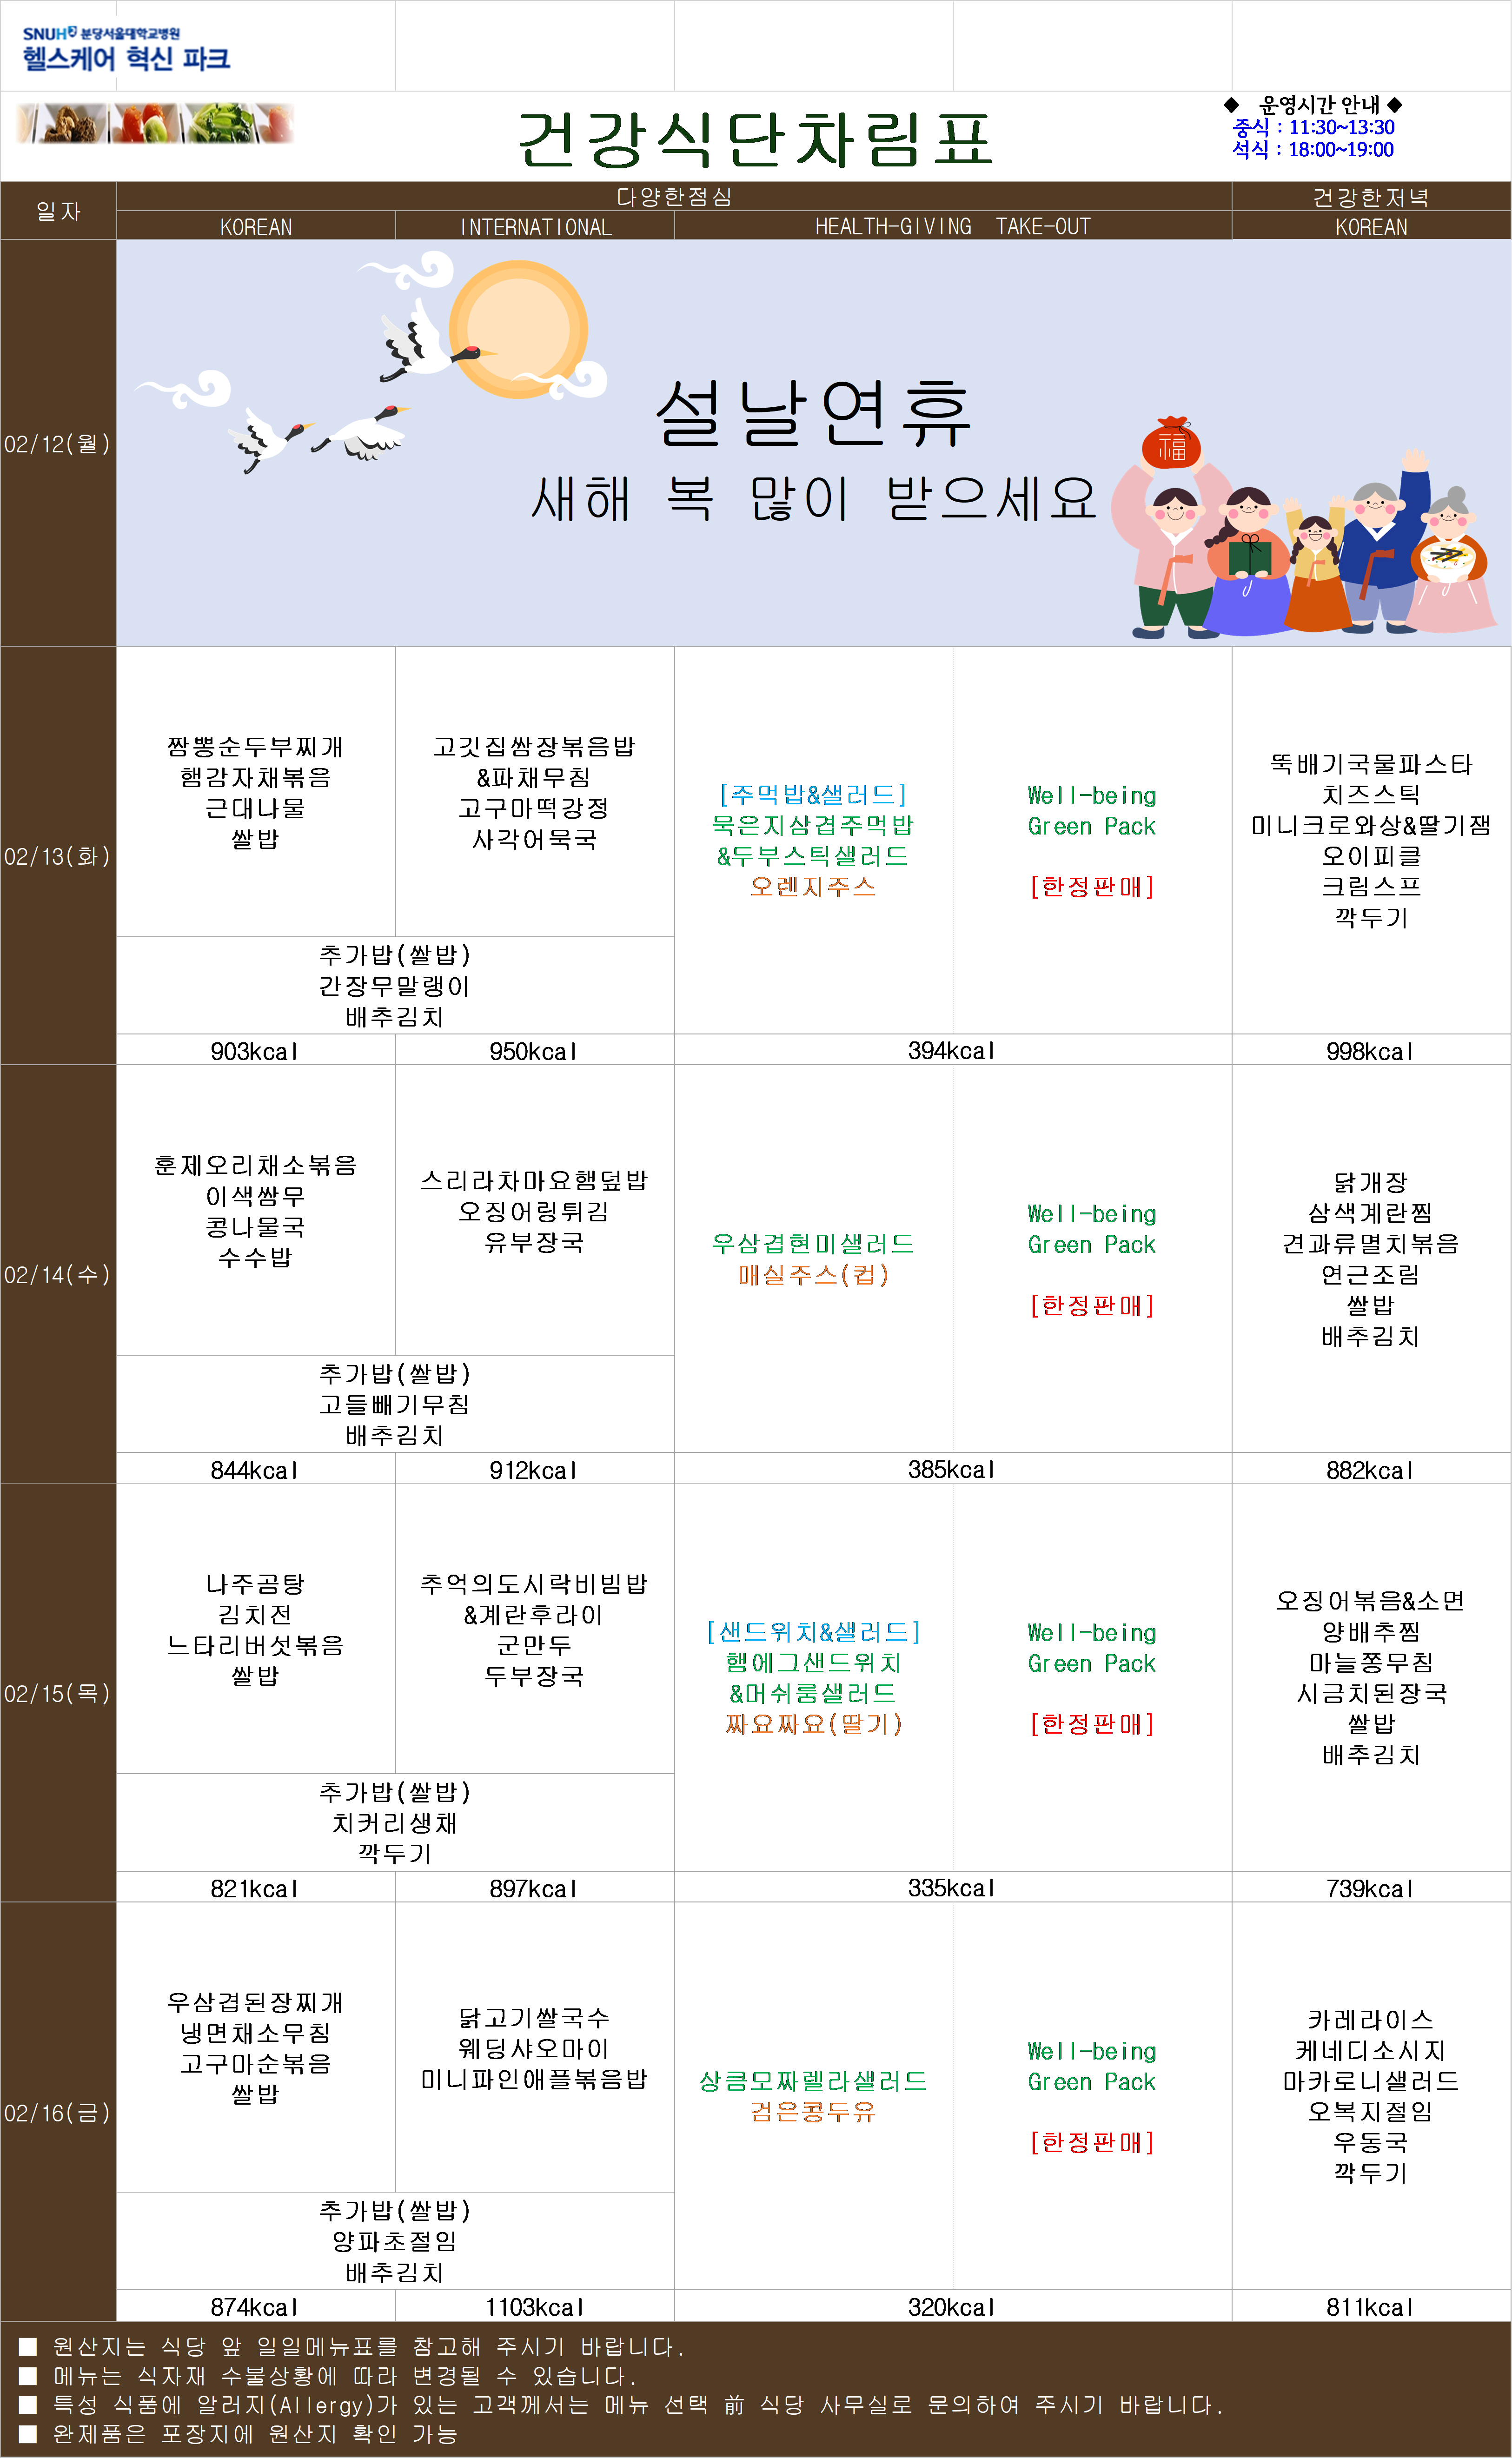 SNUH 분당서울대학교병원
헬스케어 혁신 파크
건강식단차림표
◆ 운영시간 안내 ◆
중식 : 11:30~13:30
석식 : 18:00~19:00
일자
다양한점심
건강한저녁
KOREAN
INTERNATIONAL
HEALTH-GIVING TAKE-OUT
KOREAN
02/12(월)
설날연휴
새해 복 많이 받으세요
福
02/13(화)
짬뽕순두부찌개
햄감자채볶음
근대나물
쌀밥
고깃집쌈장볶음밥
&파채무침
고구마떡강정
사각어묵국
추가밥(쌀밥)
간장무말랭이
배추김치
[주먹밥&샐러드]
묵은지삼겹주먹밥
&두부스틱샐러드
오렌지주스
Well-being
Green Pack
[한정판매]
뚝배기국물파스타
치즈스틱
미니크로와상&딸기잼
오이피클
크림스프
깍두기
903kcal
950kcal
394kcal
998kcal
02/14(수)
훈제오리채소볶음
이색쌈무
콩나물국
수수밥
스리라차마요햄덮밥
오징어링튀김
유부장국
추가밥(쌀밥)
고들빼기무침
배추김치
우삼겹현미샐러드
매실주스(컵)
Well-being
Green Pack
[한정판매]
닭개장
삼색계란찜
견과류멸치볶음
연근조림
쌀밥
배추김치
844kcal
912kcal
385kcal
882kcal
02/15(목)
나주곰탕
김치전
느타리버섯볶음
쌀밥
추억의도시락비빔밥
&계란후라이
군만두
두부장국
추가밥(쌀밥)
치커리생채
깍두기
[샌드위치&샐러드]
햄에그샌드위치
&머쉬룸샐러드
짜요짜요(딸기)
Well-being
Green Pack
[한정판매]
오징어볶음&소면
양배추찜
마늘쫑무침
시금치된장국
쌀밥
배추김치
821kcal
897kcal
335kcal
739kcal
02/16(금)
우삼겹된장찌개
냉면채소무침
고구마순볶음
쌀밥
닭고기쌀국수
웨딩샤오마이
미니파인애플볶음밥
추가밥(쌀밥)
양파초절임
배추김치
상큼모짜렐라샐러드
검은콩두유
Well-being
Green Pack
[한정판매]
카레라이스
케네디소시지
마카로니샐러드
오복지절임
우동국
깍두기
874kcal
1103kcal
320kcal
811kcal
■ 원산지는 식당 앞 일일메뉴표를 참고해 주시기 바랍니다.
■ 메뉴는 식자재 수불상황에 따라 변경될 수 있습니다.
■ 특성 식품에 알러지(Allergy)가 있는 고객께서는 메뉴 선택 前 식당 사무실로 문의하여 주시기 바랍니다.
■ 완제품은 포장지에 원산지 확인 가능